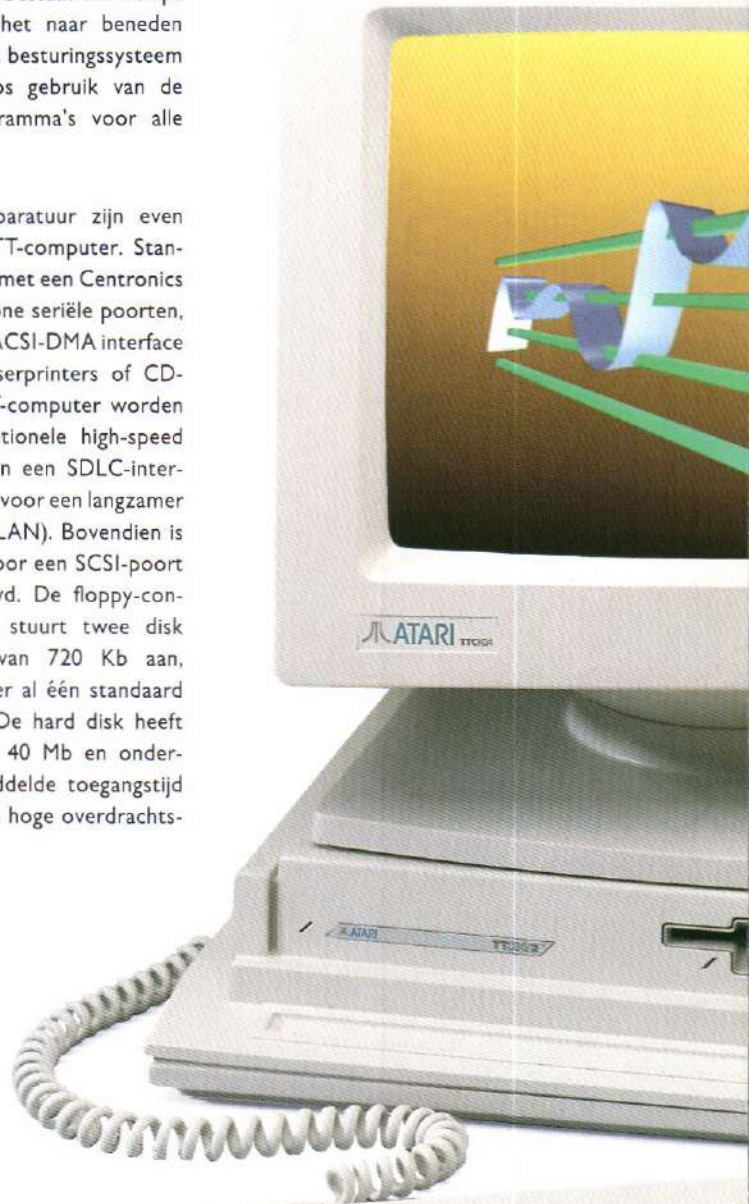 het naar beneden
besturingssysteem
os gebruik van de
ramma's voor alle
paratuur zijn even
TT-computer. Stan-
met een Centronics
one seriële poorten,
ACSI-DMA interface
serprinters of CD-
T-computer worden
tionele high-speed
n een SDLC-inter-
voor een langzamer
LAN). Bovendien is
oor een SCSI-poort
yd. De floppy-con-
stuurt twee disk
van 720 Kb aan,
er al één standaard
De hard disk heeft
40 Mb en onder-
ddelde toegangstijd
hoge overdrachts-
ATARI
ATARI